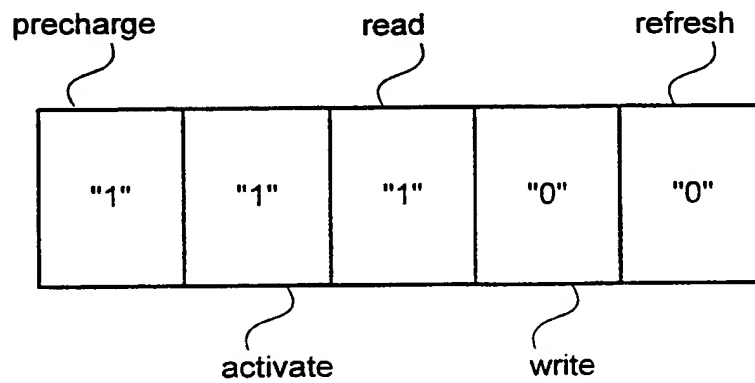 precharge read refresh
"1" "1" "1" "0" "0"
activate write